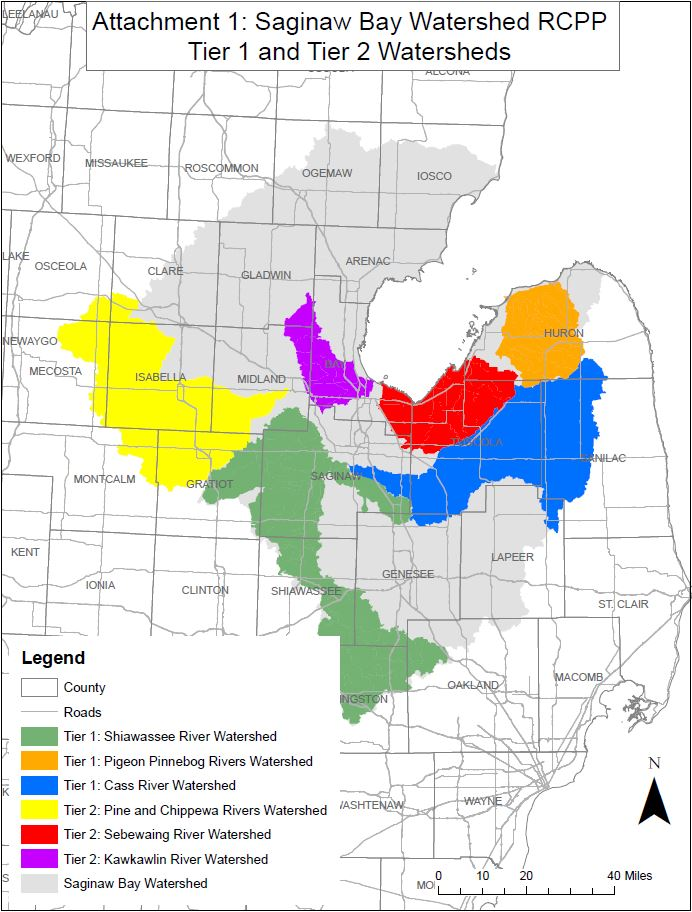 Attachment 1: Saginaw Bay Watershed RCPP
Tier 1 and Tier 2 Watersheds
LEELANAU
ALCONA
WEXFORD
MISSAUKEE
ROSCOMMON
OGEMAW
IOSCO
LAKE
OSCEOLA
CLARE
GLADWIN
ARENAC
NEWAYGO
MECOSTA
ISABELLA
MIDLAND
BAY
HURON
TUSCOLA
SANILAC
MONTCALM
GRATIOT
SAGINAW
KENT
IONIA
CLINTON
SHIAWASSEE
GENESEE
LAPEER
ST. CLAIR
INGSTON
OAKLAND
MACOMB
WASHTENAW
WAYNE
MO
Legend
County
Roads
Tier 1: Shiawassee River Watershed
Tier 1: Pigeon Pinnebog Rivers Watershed
Tier 1: Cass River Watershed
Tier 2: Pine and Chippewa Rivers Watershed
Tier 2: Sebewaing River Watershed
Tier 2: Kawkawlin River Watershed
Saginaw Bay Watershed
N
0 10 20 40 Miles